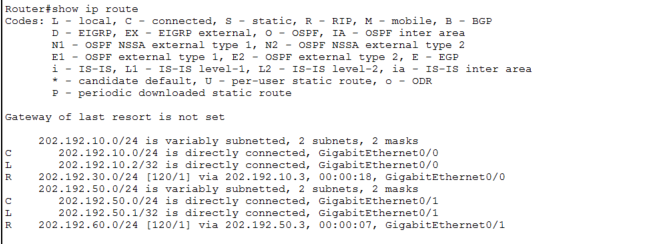 Router#show ip route
Codes: L - local, C - connected, S - static, R - RIP, M - mobile, B - BGP
D - EIGRP, EX - EIGRP external, O - OSPF, IA - OSPF inter area
N1 - OSPF NSSA external type 1, N2 - OSPF NSSA external type 2
E1 - OSPF external type 1, E2 - OSPF external type 2, E - EGP
i - IS-IS, L1 - IS-IS level-1, L2 - IS-IS level-2, ia - IS-IS inter area
* - candidate default, U - per-user static route, o - ODR
P - periodic downloaded static route
Gateway of last resort is not set
202.192.10.0/24 is variably subnetted, 2 subnets, 2 masks
C 202.192.10.0/24 is directly connected, GigabitEthernet0/0
L 202.192.10.2/32 is directly connected, GigabitEthernet0/0
R 202.192.30.0/24 [120/1] via 202.192.10.3, 00:00:18, GigabitEthernet0/0
202.192.50.0/24 is variably subnetted, 2 subnets, 2 masks
C 202.192.50.0/24 is directly connected, GigabitEthernet0/1
L 202.192.50.1/32 is directly connected, GigabitEthernet0/1
R 202.192.60.0/24 [120/1] via 202.192.50.3, 00:00:07, GigabitEthernet0/1